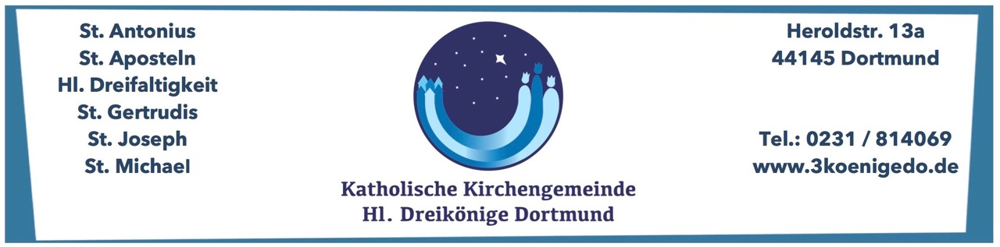 St. Antonius
St. Aposteln
Hl. Dreifaltigkeit
St. Gertrudis
St. Joseph
St. Michael
Katholische Kirchengemeinde
Hl. Dreikönige Dortmund
Heroldstr. 13a
44145 Dortmund
Tel.: 0231 / 814069
www.3koenigedo.de